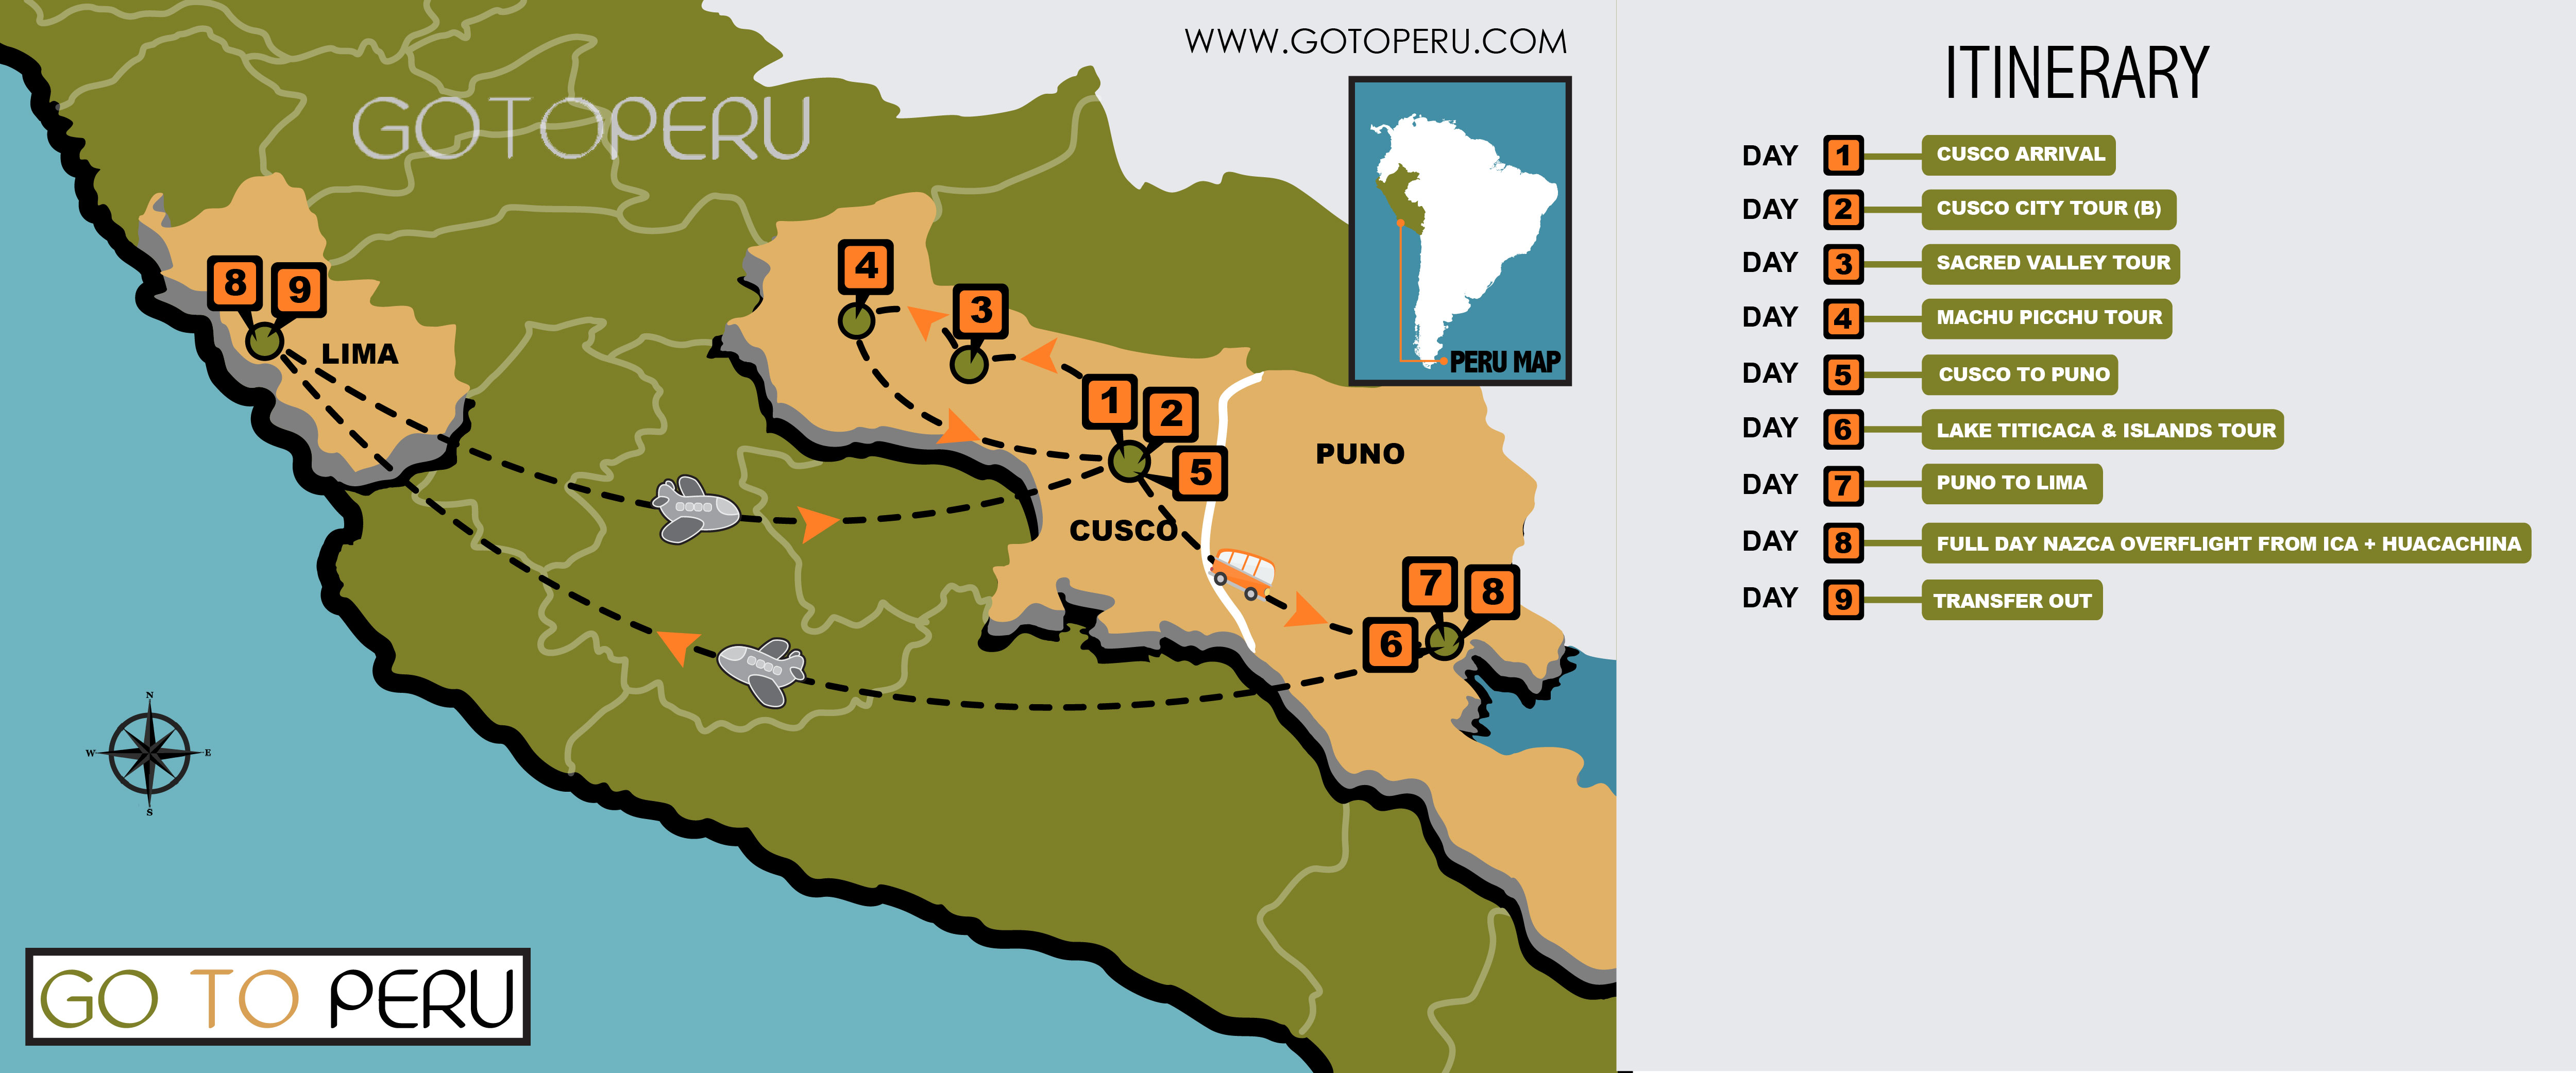 WWW.GOTOPERU.COM
GOTOPERU
PERU MAP
4
3
8 9
LIMA
1 2
PUNO
5
CUSCO
7 8
6
N
W E
S
GO TO PERU
ITINERARY
DAY 1 CUSCO ARRIVAL
DAY 2 CUSCO CITY TOUR (B)
DAY 3 SACRED VALLEY TOUR
DAY 4 MACHU PICCHU TOUR
DAY 5 CUSCO TO PUNO
DAY 6 LAKE TITICACA & ISLANDS TOUR
DAY 7 PUNO TO LIMA
DAY 8 FULL DAY NAZCA OVERFLIGHT FROM ICA + HUACACHINA
DAY 9 TRANSFER OUT